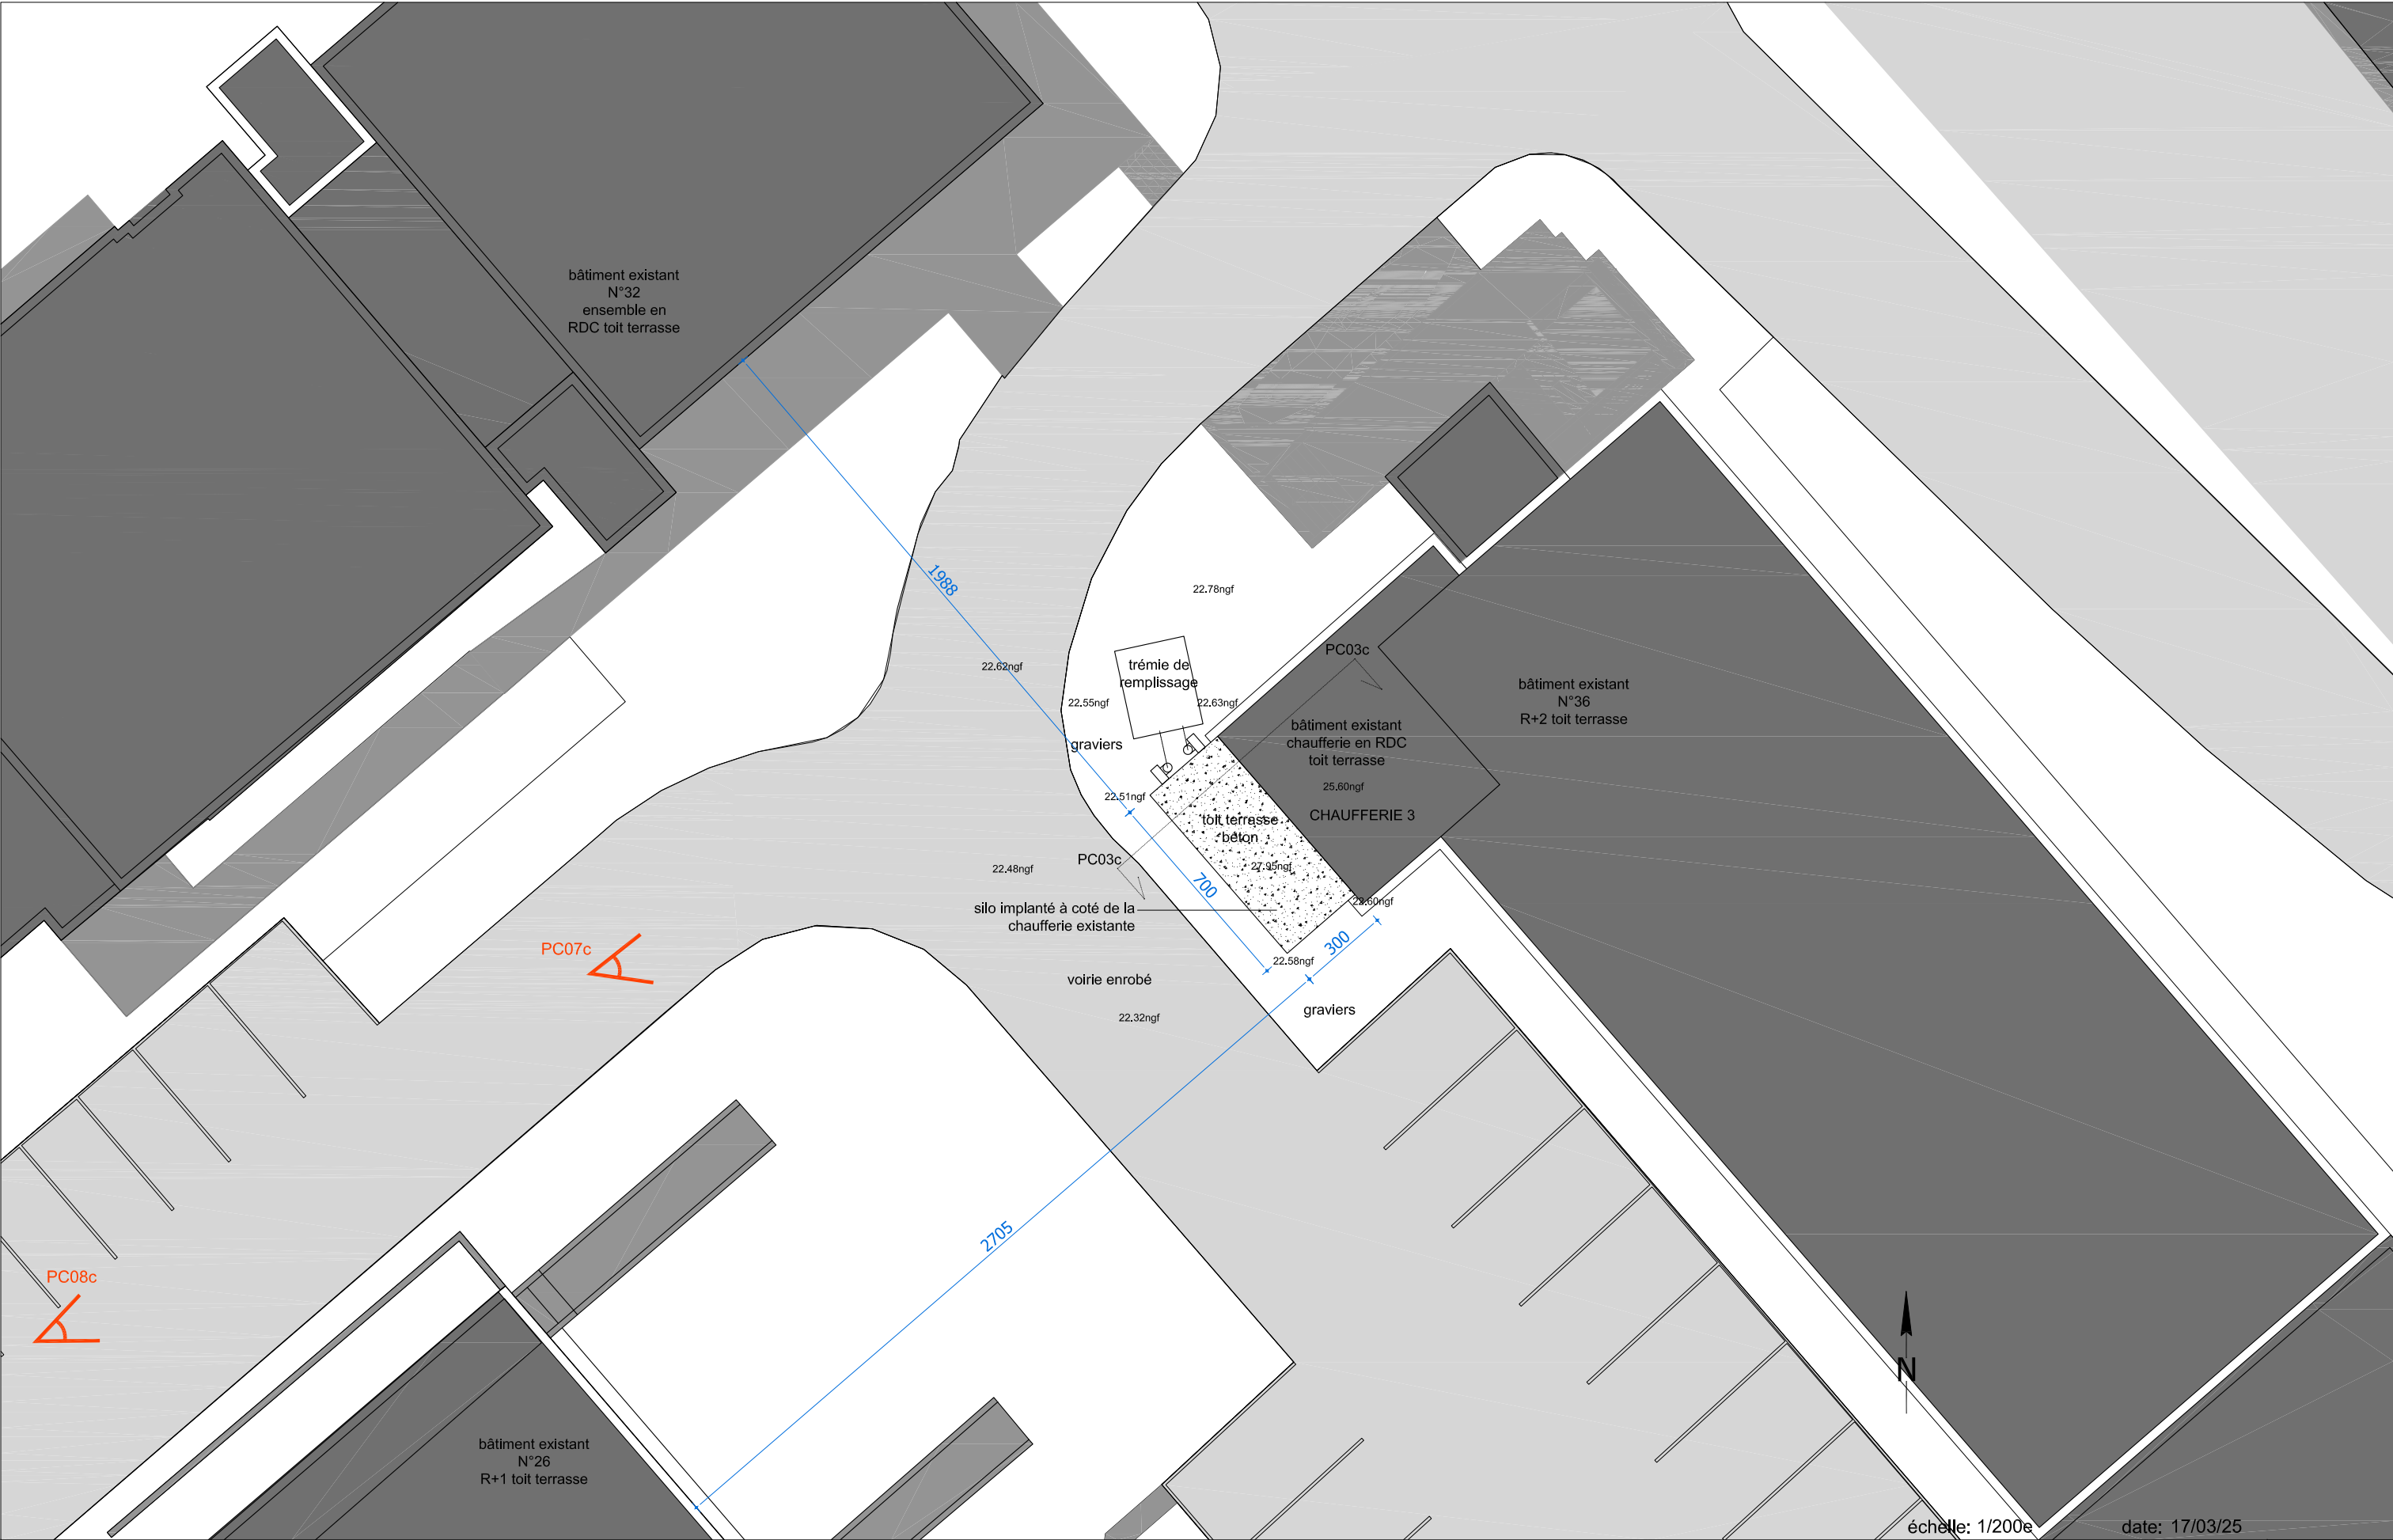 bâtiment existant
N°32
ensemble en
RDC toit terrasse
1988
22.78ngf
22.62ngf
trémie de
remplissage
22.55ngf
22.63ngf
graviers
PC03c
bâtiment existant
N°36
R+2 toit terrasse
bâtiment existant
chaufferie en RDC
toit terrasse
25.60ngf
CHAUFFERIE 3
22.51ngf
toit terrasse
béton
27.95ngf
PC03c
22.48ngf
700
silo implanté à coté de la
chaufferie existante
22.60ngf
300
22.58ngf
PC07c
voirie enrobé
graviers
22.32ngf
2705
PC08c
bâtiment existant
N°26
R+1 toit terrasse
N
échelle: 1/200e
date: 17/03/25